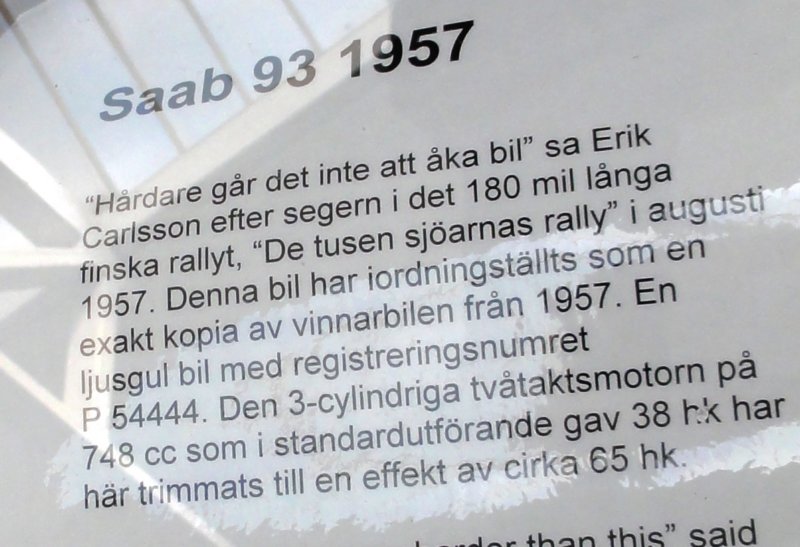 Saab 93 1957
“Hårdare går det inte att åka bil” sa Erik
Carlsson efter segern i det 180 mil långa
finska rallyt, “De tusen sjöarnas rally” i augusti
1957. Denna bil har iordningställts som en
exakt kopia av vinnarbilen från 1957. En
ljusgul bil med registreringsnumret
P 54444. Den 3-cylindriga tvåtaktsmotorn på
748 cc som i standardutförande gav 38 hk har
här trimmats till en effekt av cirka 65 hk.
harder than this” said